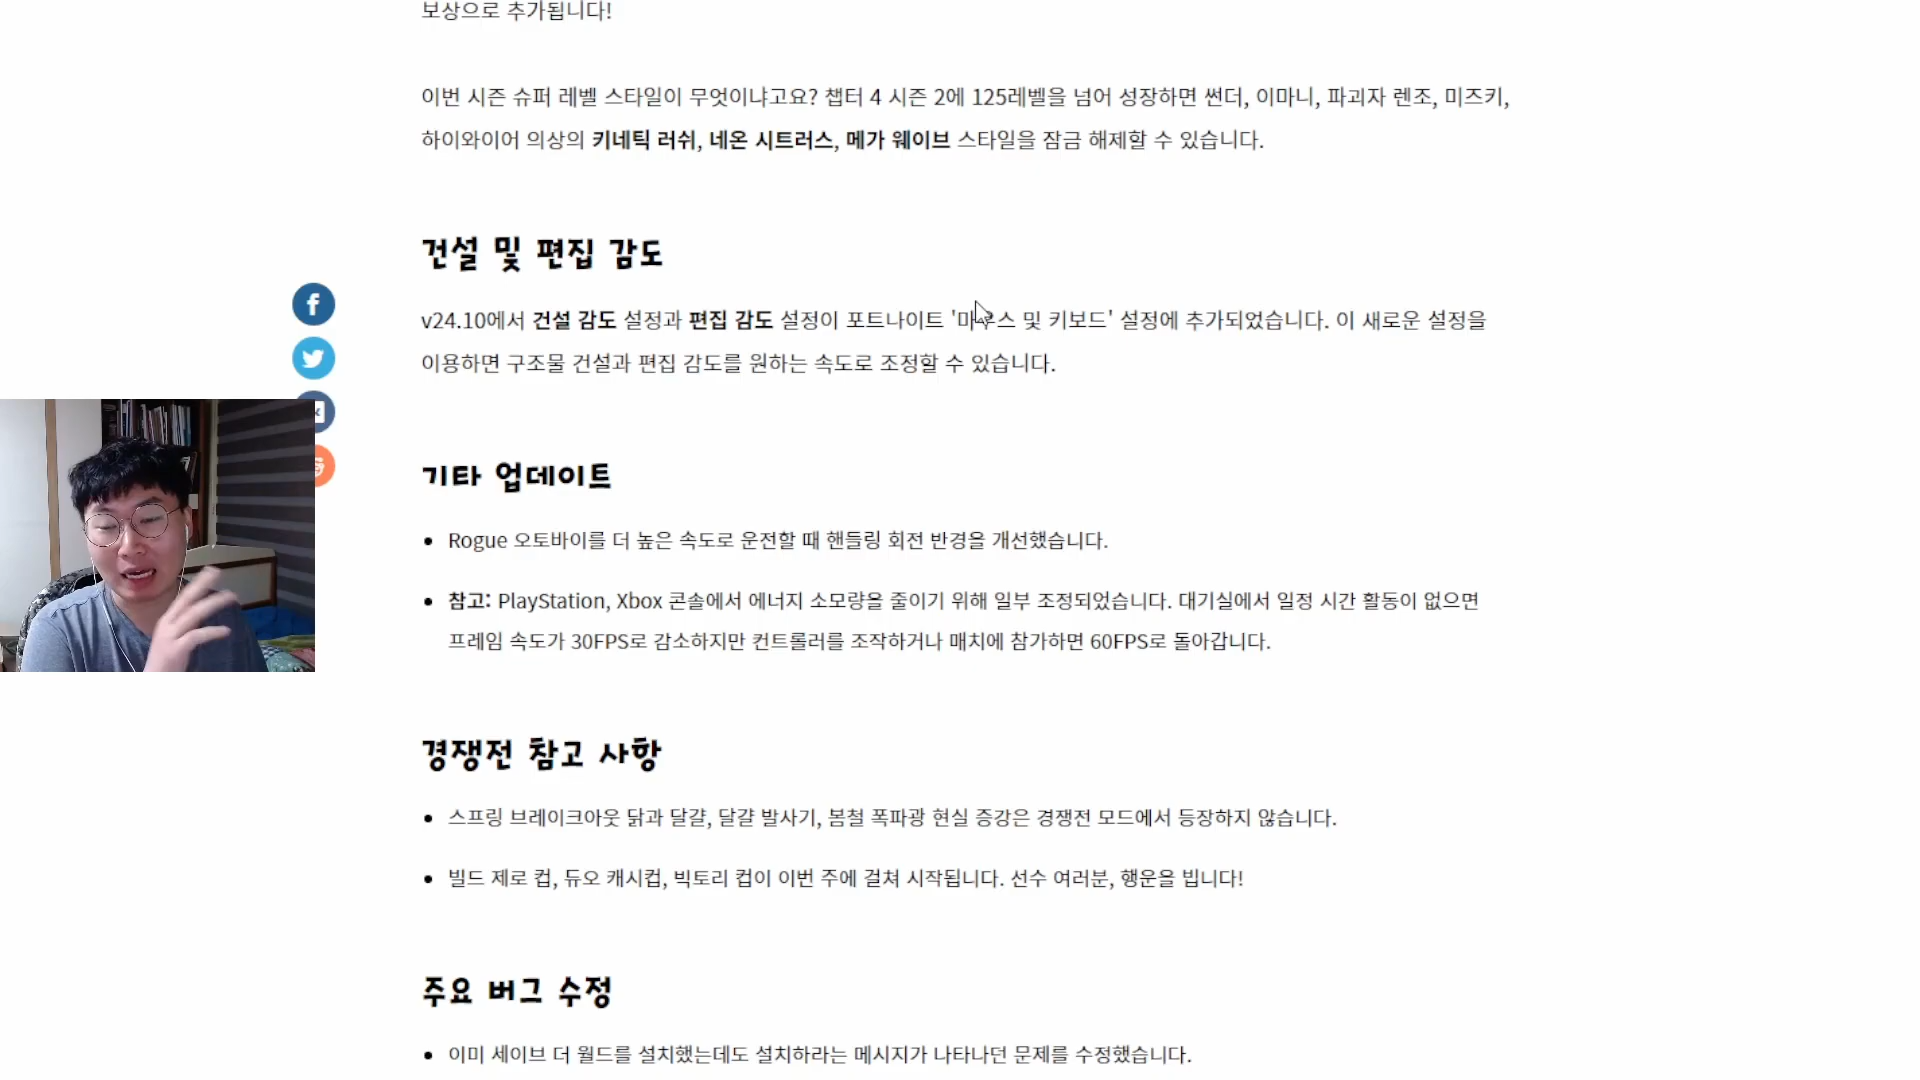 보상으로 추가됩니다!
이번 시즌 슈퍼 레벨 스타일이 무엇이냐고요? 챕터 4 시즌 2에 125레벨을 넘어 성장하면 썬더, 이마니, 파괴자 렌조, 미즈키,
하이와이어 의상의 키네틱 러쉬, 네온 시트러스, 메가 웨이브 스타일을 잠금 해제할 수 있습니다.
건설 및 편집 감도
v24.10에서 건설 감도 설정과 편집 감도 설정이 포트나이트 '마우스 및 키보드' 설정에 추가되었습니다. 이 새로운 설정을
이용하면 구조물 건설과 편집 감도를 원하는 속도로 조정할 수 있습니다.
기타 업데이트
• Rogue 오토바이를 더 높은 속도로 운전할 때 핸들링 회전 반경을 개선했습니다.
• 참고: PlayStation, Xbox 콘솔에서 에너지 소모량을 줄이기 위해 일부 조정되었습니다. 대기실에서 일정 시간 활동이 없으면
프레임 속도가 30FPS로 감소하지만 컨트롤러를 조작하거나 매치에 참가하면 60FPS로 돌아갑니다.
경쟁전 참고 사항
• 스프링 브레이크아웃 닭과 달걀, 달걀 발사기, 봄철 폭파광 현실 증강은 경쟁전 모드에서 등장하지 않습니다.
• 빌드 제로 컵, 듀오 캐시컵, 빅토리 컵이 이번 주에 걸쳐 시작됩니다. 선수 여러분, 행운을 빕니다!
주요 버그 수정
• 이미 세이브 더 월드를 설치했는데도 설치하라는 메시지가 나타나던 문제를 수정했습니다.